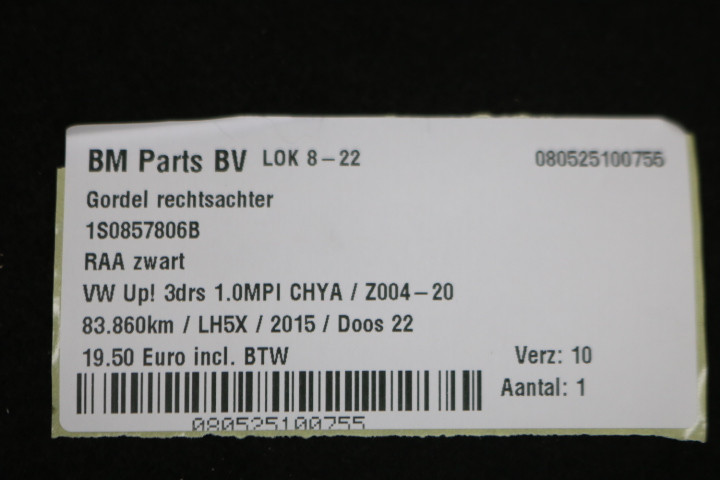 BM Parts BV LOK 8-22 080525100755
Gordel rechtsachter
1S0857806B
RAA zwart
VW Up! 3drs 1.0MPI CHYA / Z004-20
83.860km / LH5X / 2015 / Doos 22
19.50 Euro incl. BTW Verz: 10
Aantal: 1
080525100755